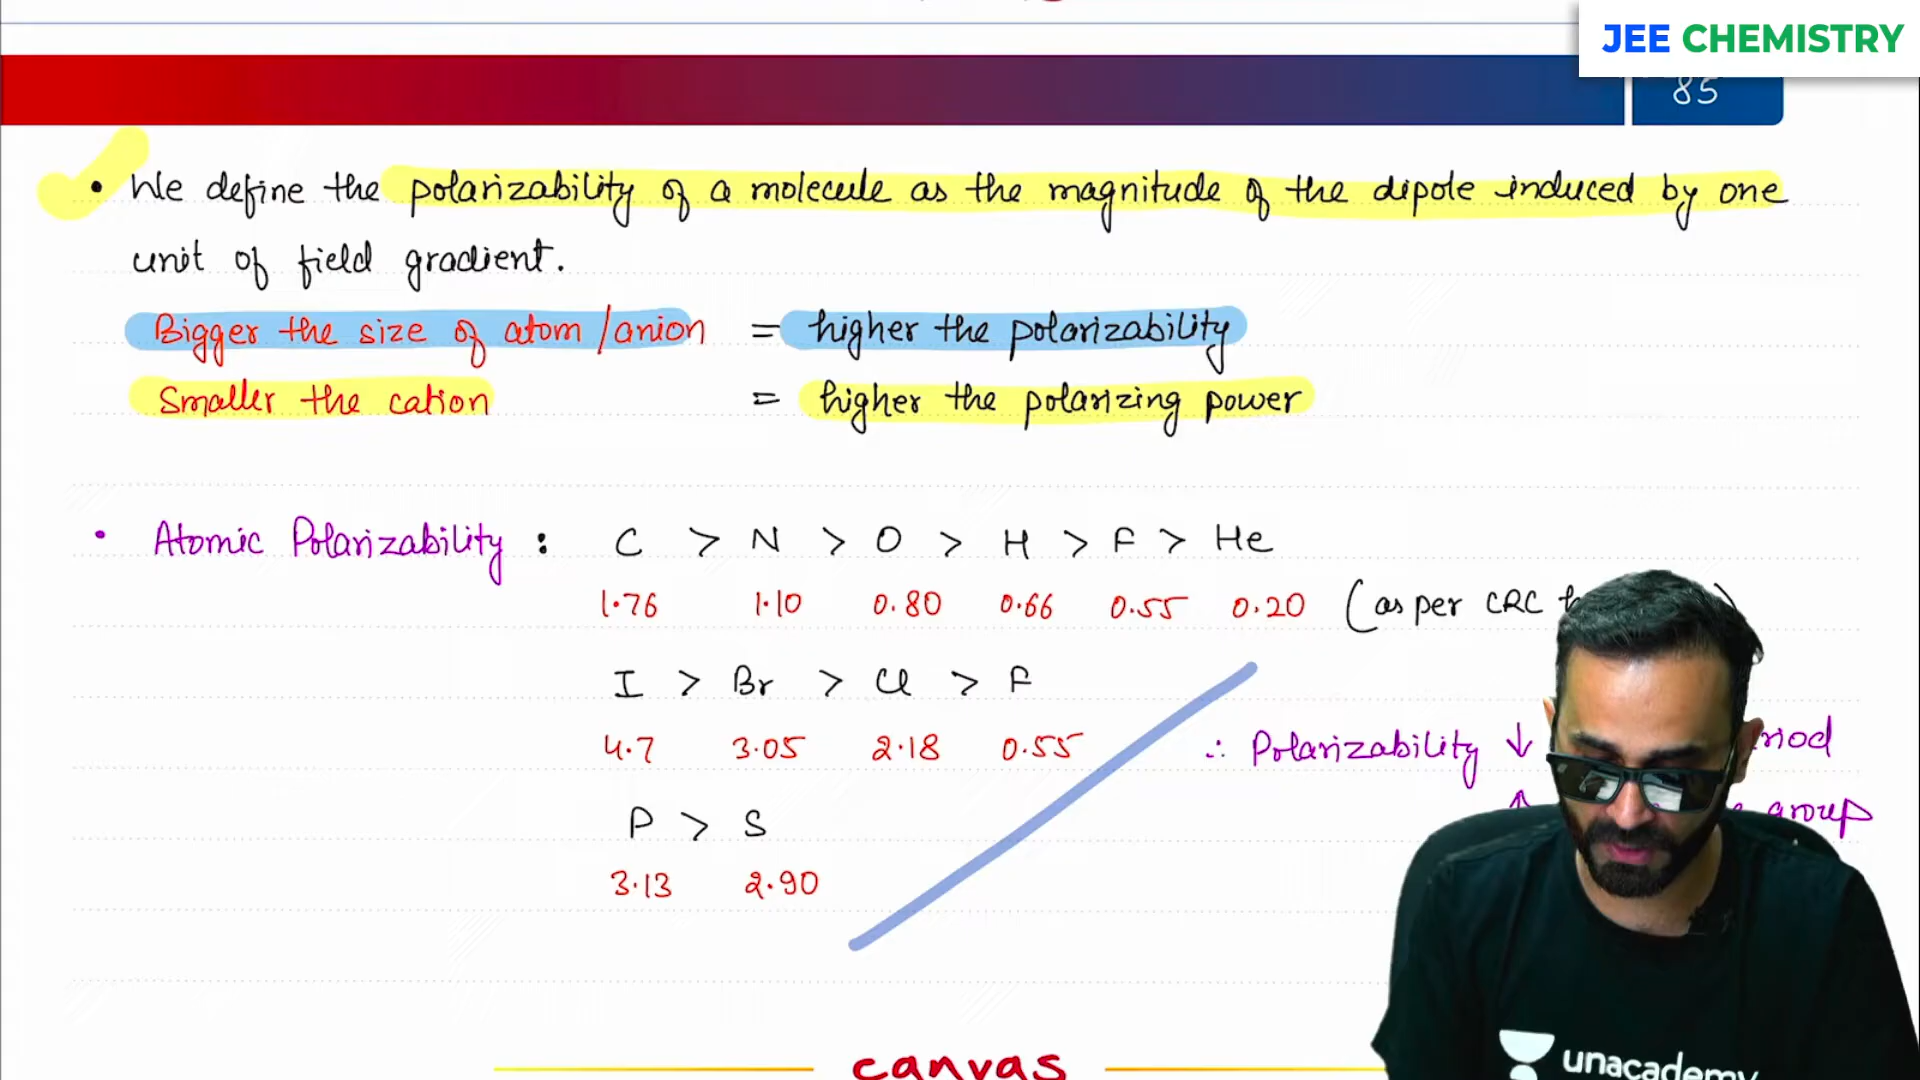 JEE CHEMISTRY
85
• We define the polarizability of a molecule as the magnitude of the dipole induced by one
unit of field gradient.
Bigger the size of atom/anion = higher the polarizability
Smaller the cation = higher the polarizing power
• Atomic Polarizability : C > N > O > H > F > He
1.76 1.10 0.80 0.66 0.55 0.20 (as per CRC
I > Br > Cl > F
4.7 3.05 2.18 0.55
∴ Polarizability ↓
↑ group
P > S
3.13 2.90
canvas
unacademy